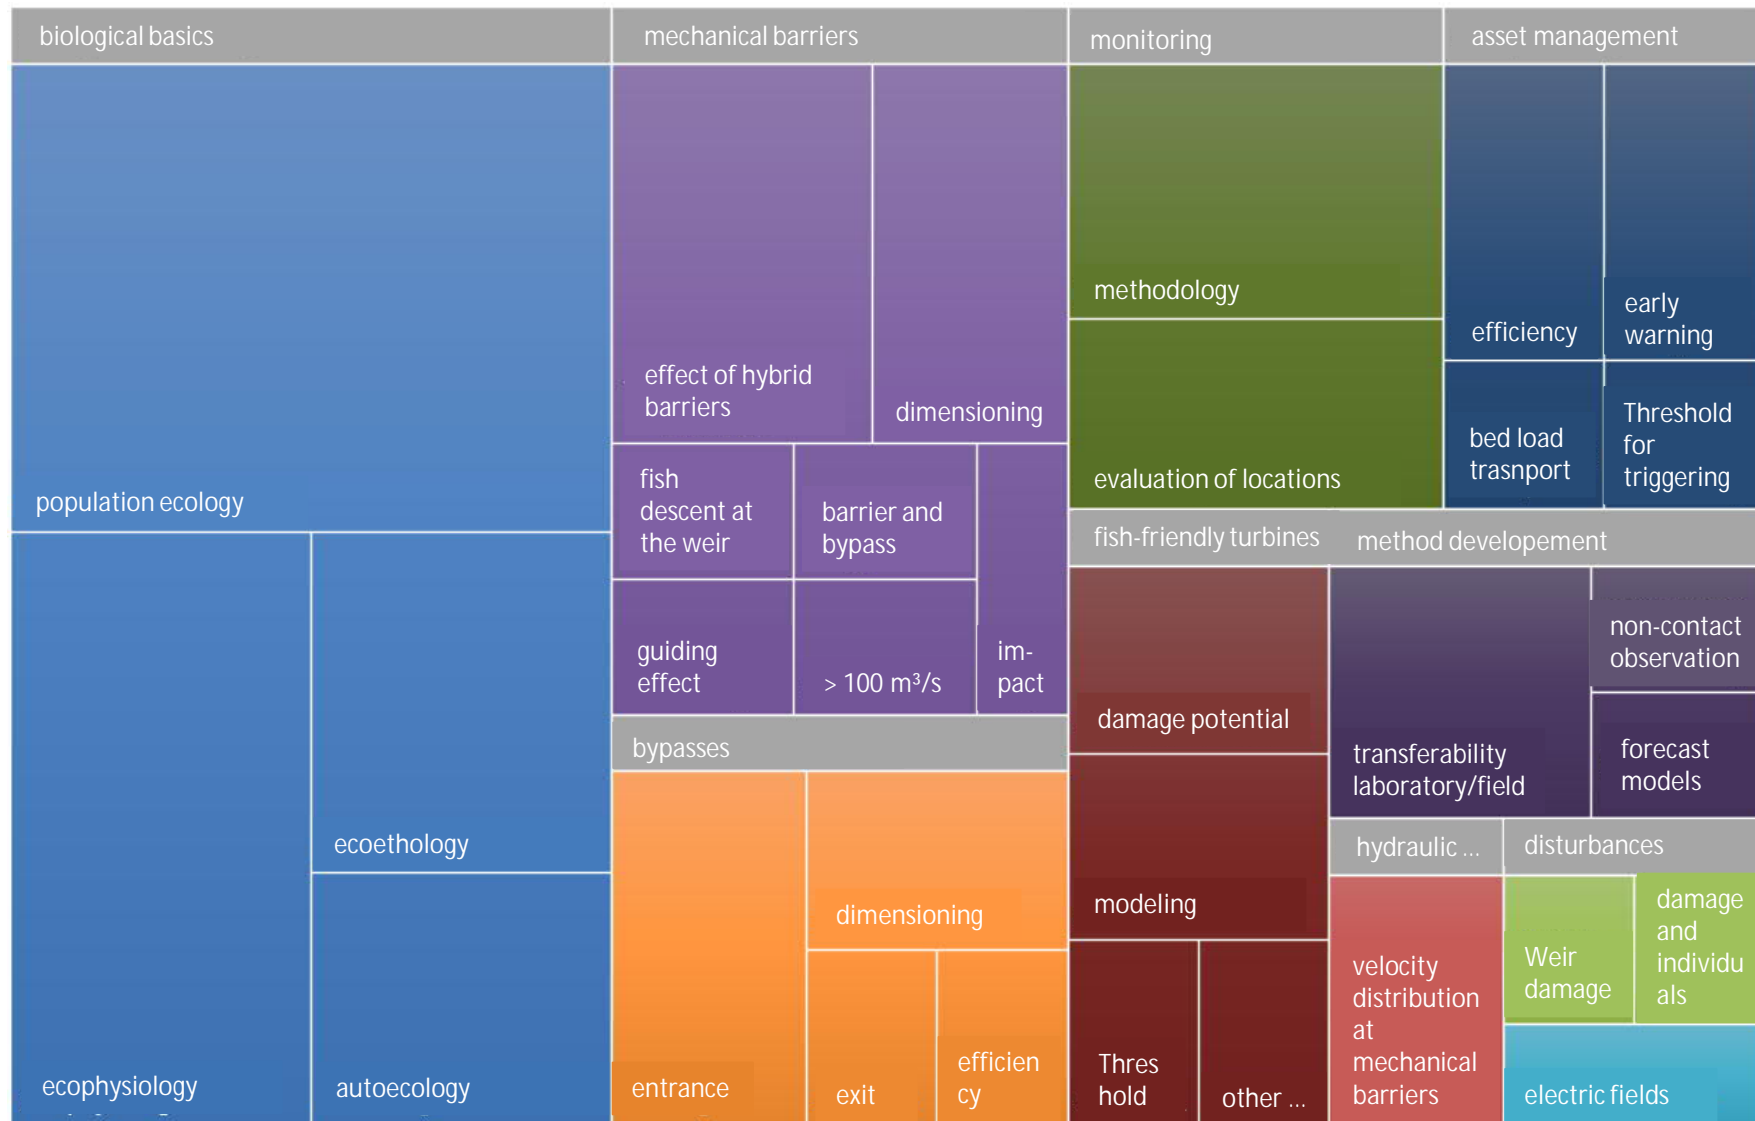 biological basics
population ecology
ecophysiology
ecoethology
autoecology
mechanical barriers
effect of hybrid
barriers
dimensioning
fish
descent at
the weir
barrier and
bypass
im-
pact
guiding
effect
> 100 m³/s
bypasses
entrance
dimensioning
exit
efficien
cy
monitoring
methodology
evaluation of locations
asset management
efficiency
early
warning
bed load
trasnport
Threshold
for
triggering
fish-friendly turbines
damage potential
modeling
Thres
hold
other ...
method developement
transferability
laboratory/field
non-contact
observation
forecast
models
hydraulic ...
velocity
distribution
at
mechanical
barriers
disturbances
Weir
damage
damage
and
individu
als
electric fields